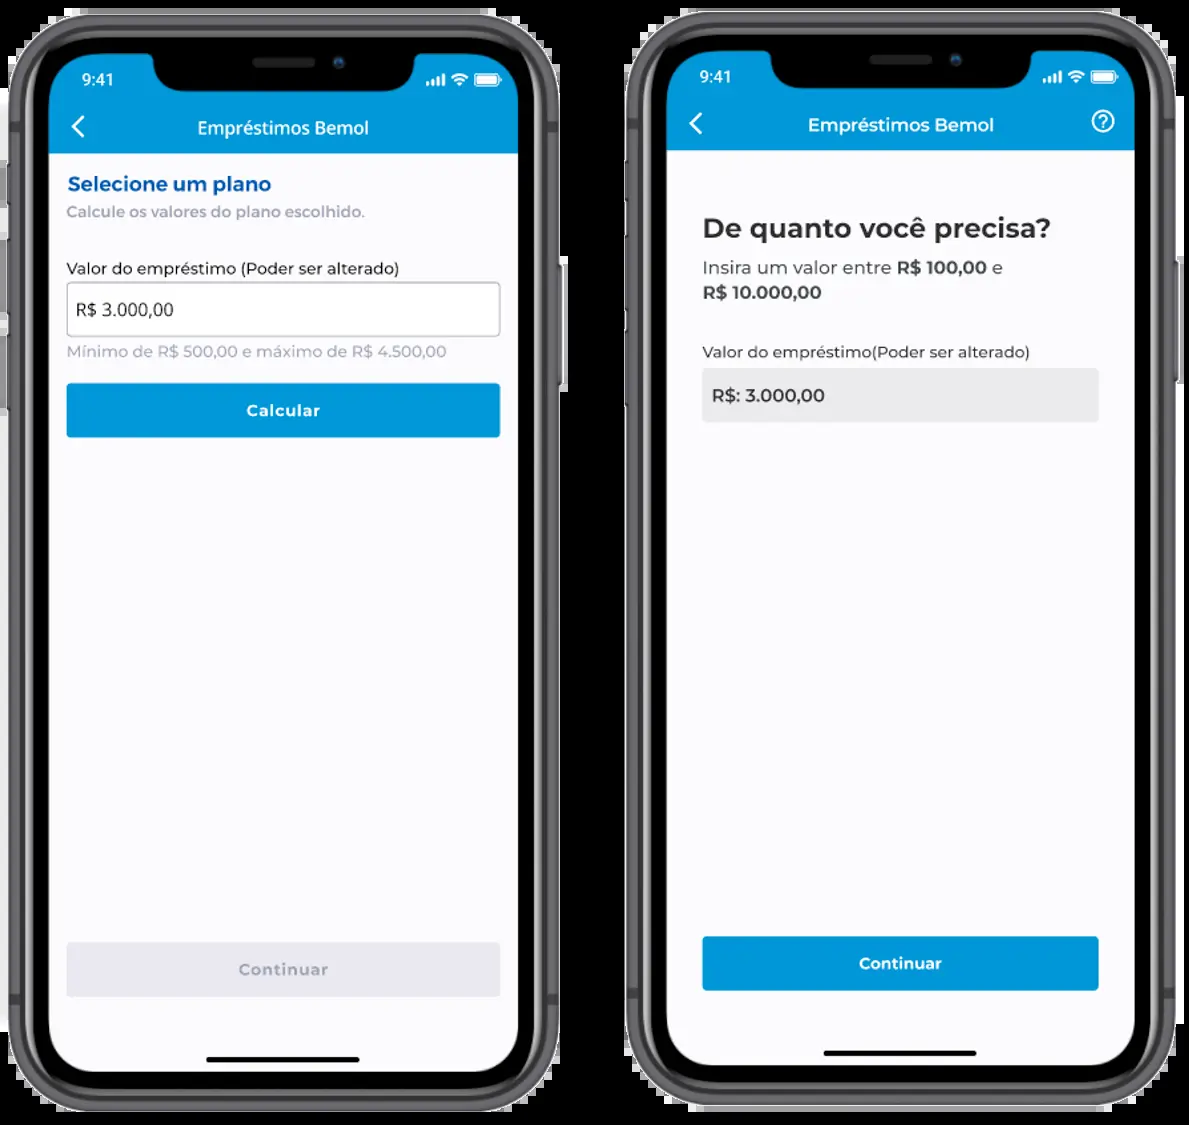 9:41
Empréstimos Bemol
Selecione um plano
Calcule os valores do plano escolhido.
Valor do empréstimo (Poder ser alterado)
R$ 3.000,00
Mínimo de R$ 500,00 e máximo de R$ 4.500,00
Calcular
Continuar
9:41
Empréstimos Bemol
De quanto você precisa?
Insira um valor entre R$ 100,00 e
R$ 10.000,00
Valor do empréstimo(Poder ser alterado)
R$: 3.000,00
Continuar